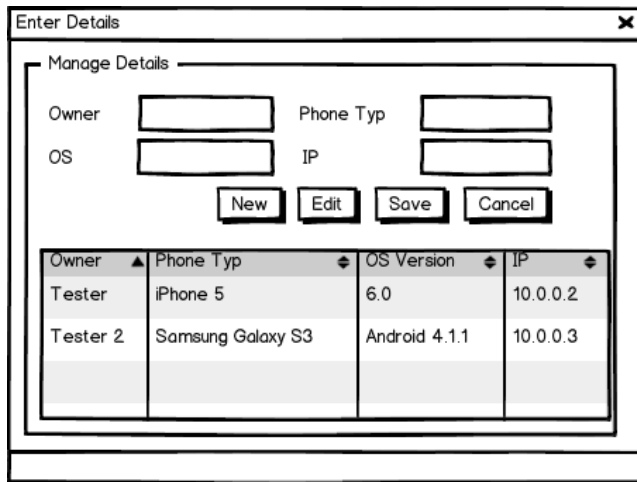 Enter Details
Manage Details
Owner Phone Typ
OS IP
New Edit Save Cancel
Owner Phone Typ OS Version IP
Tester iPhone 5 6.0 10.0.0.2
Tester 2 Samsung Galaxy S3 Android 4.1.1 10.0.0.3